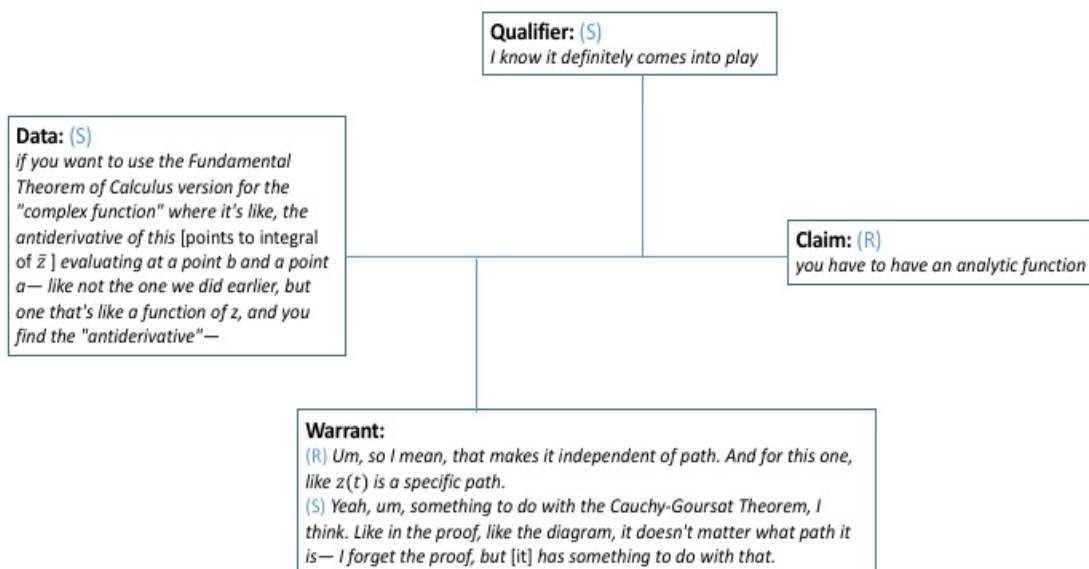 Qualifier: (S)
I know it definitely comes into play
Data: (S)
if you want to use the Fundamental
Theorem of Calculus version for the
"complex function" where it's like, the
antiderivative of this [points to integral
of z̄ ] evaluating at a point b and a point
a— like not the one we did earlier, but
one that's like a function of z, and you
find the "antiderivative"—
Claim: (R)
you have to have an analytic function
Warrant:
(R) Um, so I mean, that makes it independent of path. And for this one,
like z(t) is a specific path.
(S) Yeah, um, something to do with the Cauchy-Goursat Theorem, I
think. Like in the proof, like the diagram, it doesn't matter what path it
is— I forget the proof, but [it] has something to do with that.